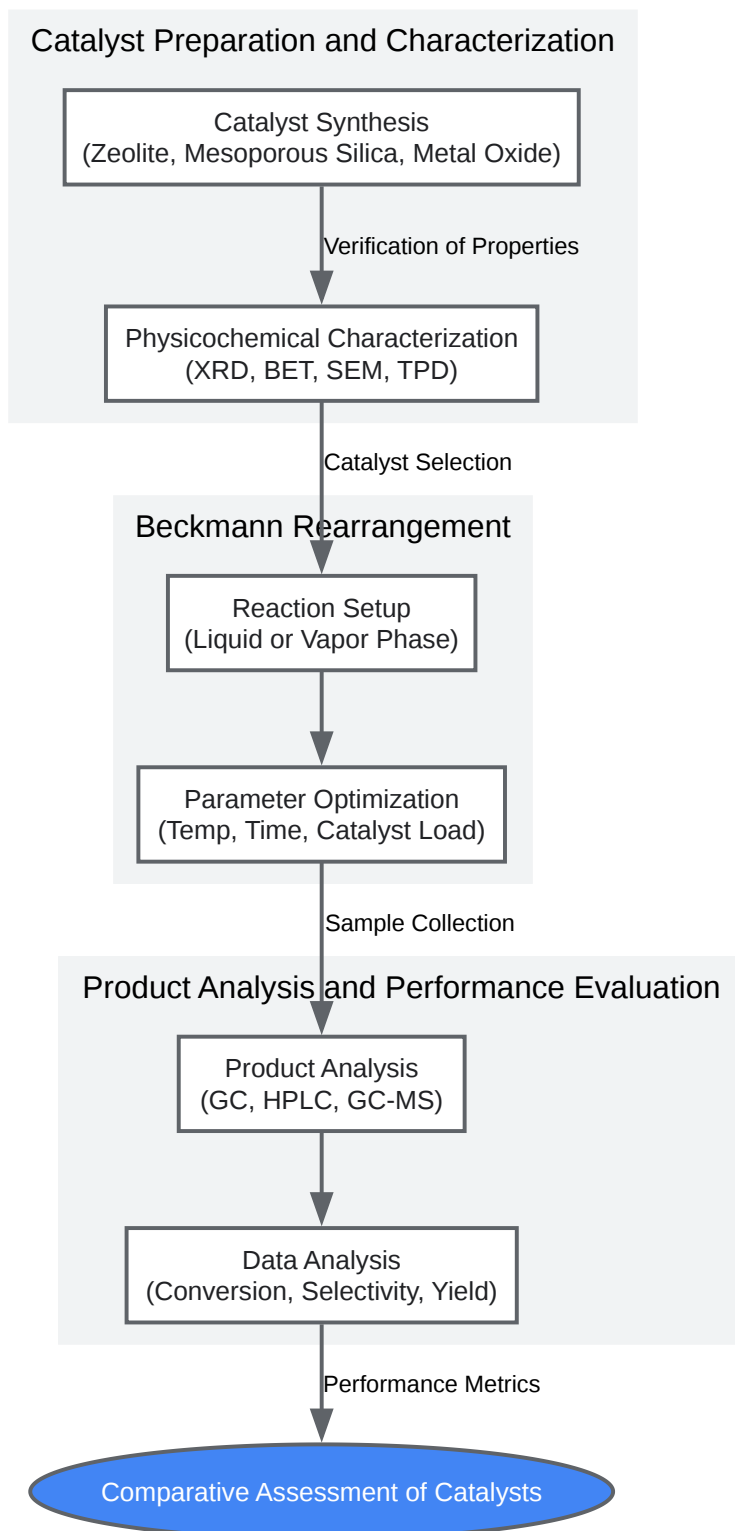 Catalyst Preparation and Characterization
Catalyst Synthesis
(Zeolite, Mesoporous Silica, Metal Oxide)
Verification of Properties
Physicochemical Characterization
(XRD, BET, SEM, TPD)
Catalyst Selection
Beckmann Rearrangement
Reaction Setup
(Liquid or Vapor Phase)
Parameter Optimization
(Temp, Time, Catalyst Load)
Sample Collection
Product Analysis and Performance Evaluation
Product Analysis
(GC, HPLC, GC-MS)
Data Analysis
(Conversion, Selectivity, Yield)
Performance Metrics
Comparative Assessment of Catalysts